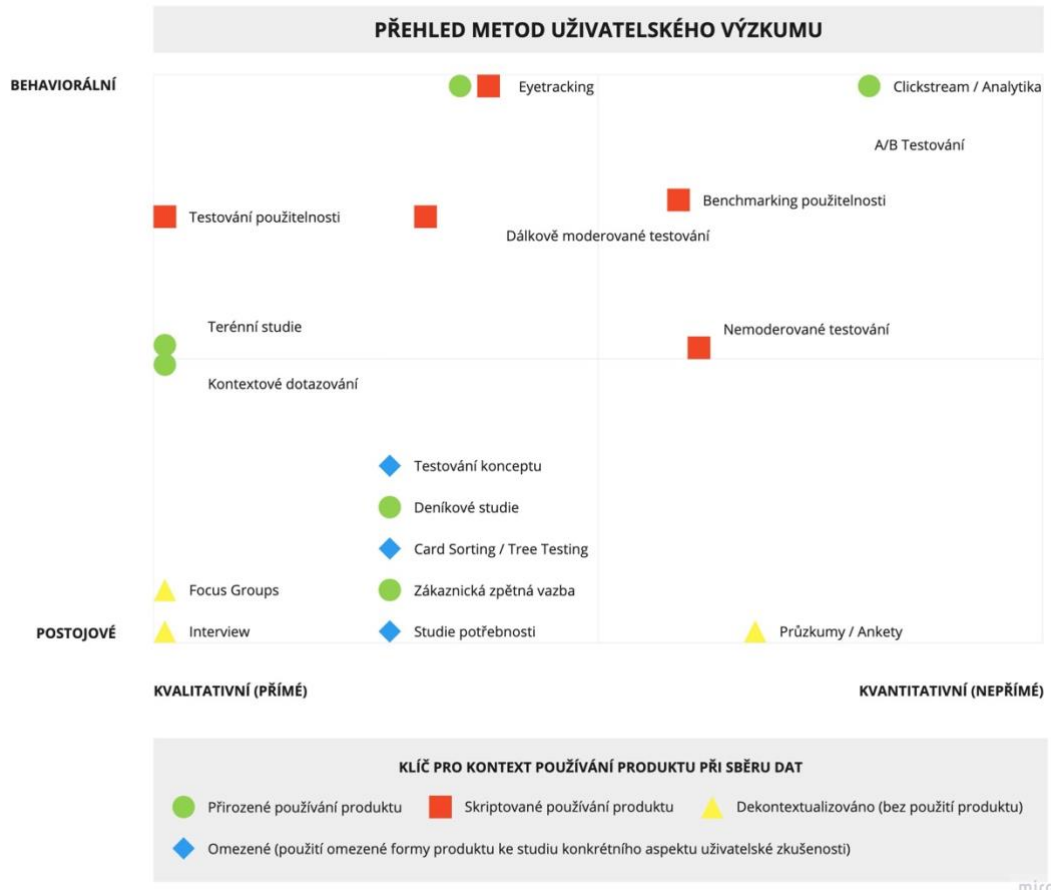 PŘEHLED METOD UŽIVATELSKÉHO VÝZKUMU
BEHAVIORÁLNÍ
Eyetracking
Clickstream / Analytika
A/B Testování
Benchmarking použitelnosti
Testování použitelnosti
Dálkově moderované testování
Terénní studie
Nemoderované testování
Kontextové dotazování
Testování konceptu
Deníkové studie
Card Sorting / Tree Testing
Focus Groups
Zákaznická zpětná vazba
POSTOJOVÉ
Interview
Studie potřebnosti
Průzkumy / Ankety
KVALITATIVNÍ (PŘÍMÉ)
KVANTITATIVNÍ (NEPŘÍMÉ)
KLÍČ PRO KONTEXT POUŽÍVÁNÍ PRODUKTU PŘI SBĚRU DAT
Přirozené používání produktu
Skriptované používání produktu
Dekontextualizováno (bez použití produktu)
Omezené (použití omezené formy produktu ke studiu konkrétního aspektu uživatelské zkušenosti)